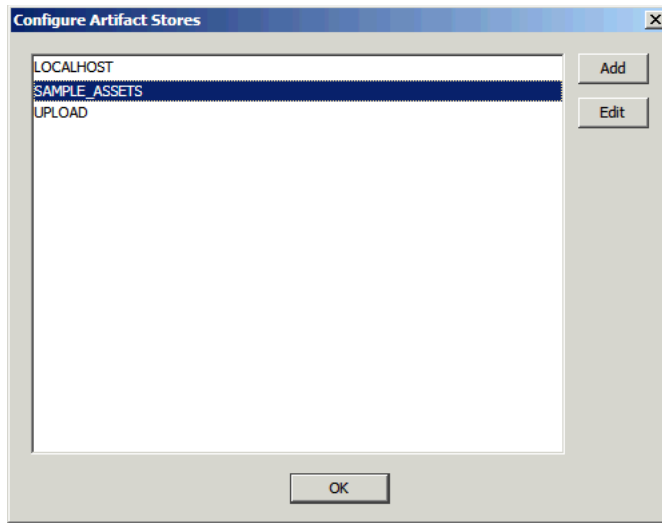 Configure Artifact Stores
LOCALHOST
Add
SAMPLE_ASSETS
UPLOAD
Edit
OK